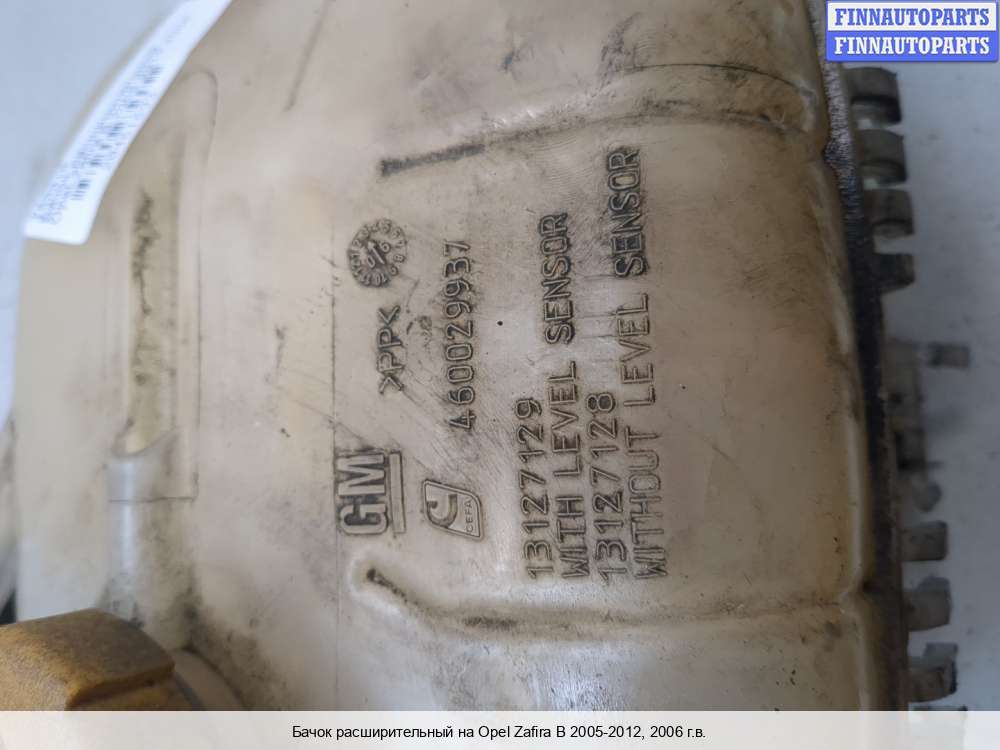 FINNAUTOPARTS
FINNAUTOPARTS
>PP<
460029937
GM
CEFA
13127129
WITH LEVEL SENSOR
13127128
WITHOUT LEVEL SENSOR
Бачок расширительный на Opel Zafira B 2005-2012, 2006 г.в.